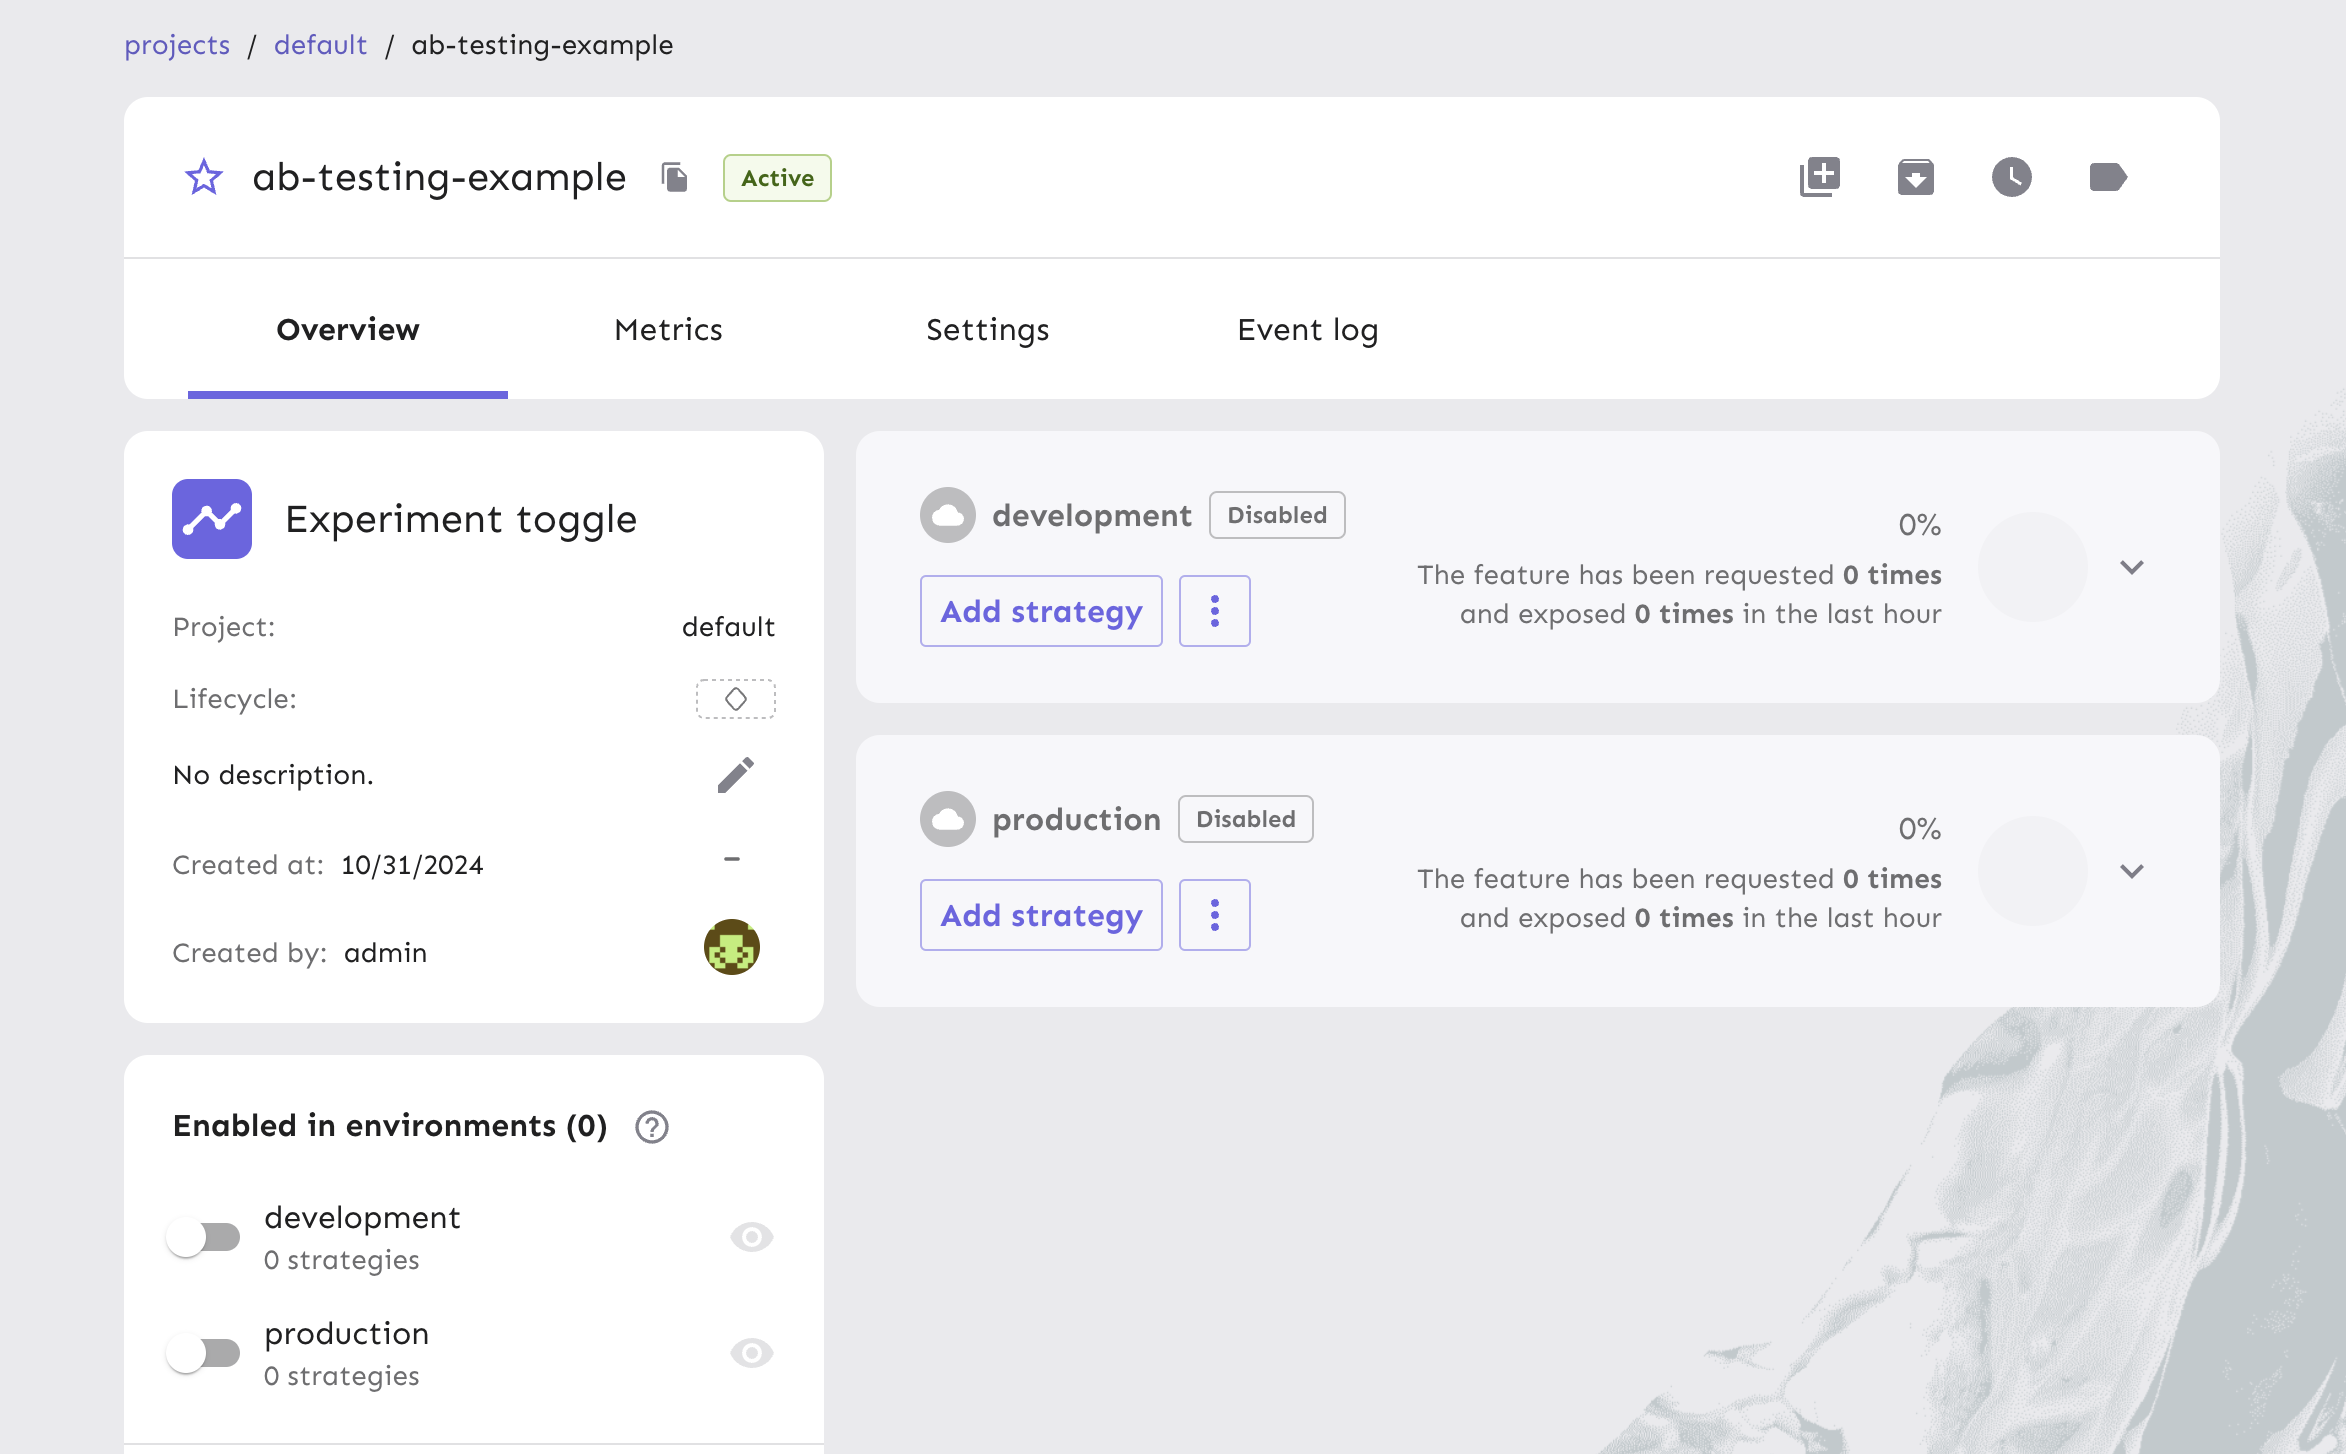 projects / default / ab-testing-example
ab-testing-example
Active
Overview
Metrics
Settings
Event log
Experiment toggle
Project: default
Lifecycle:
No description.
Created at: 10/31/2024 –
Created by: admin
Enabled in environments (0)
development
0 strategies
production
0 strategies
development Disabled
Add strategy
0%
The feature has been requested 0 times
and exposed 0 times in the last hour
production Disabled
Add strategy
0%
The feature has been requested 0 times
and exposed 0 times in the last hour